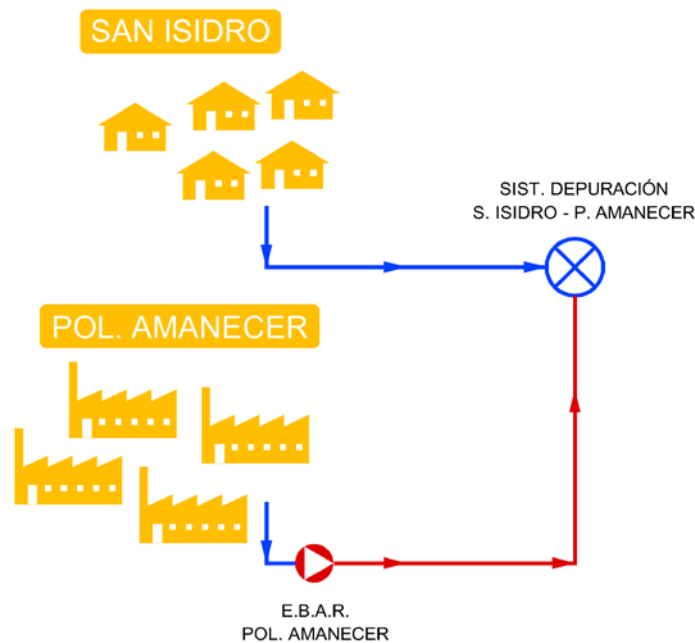 SAN ISIDRO
SIST. DEPURACIÓN
S. ISIDRO - P. AMANECER
POL. AMANECER
E.B.A.R.
POL. AMANECER